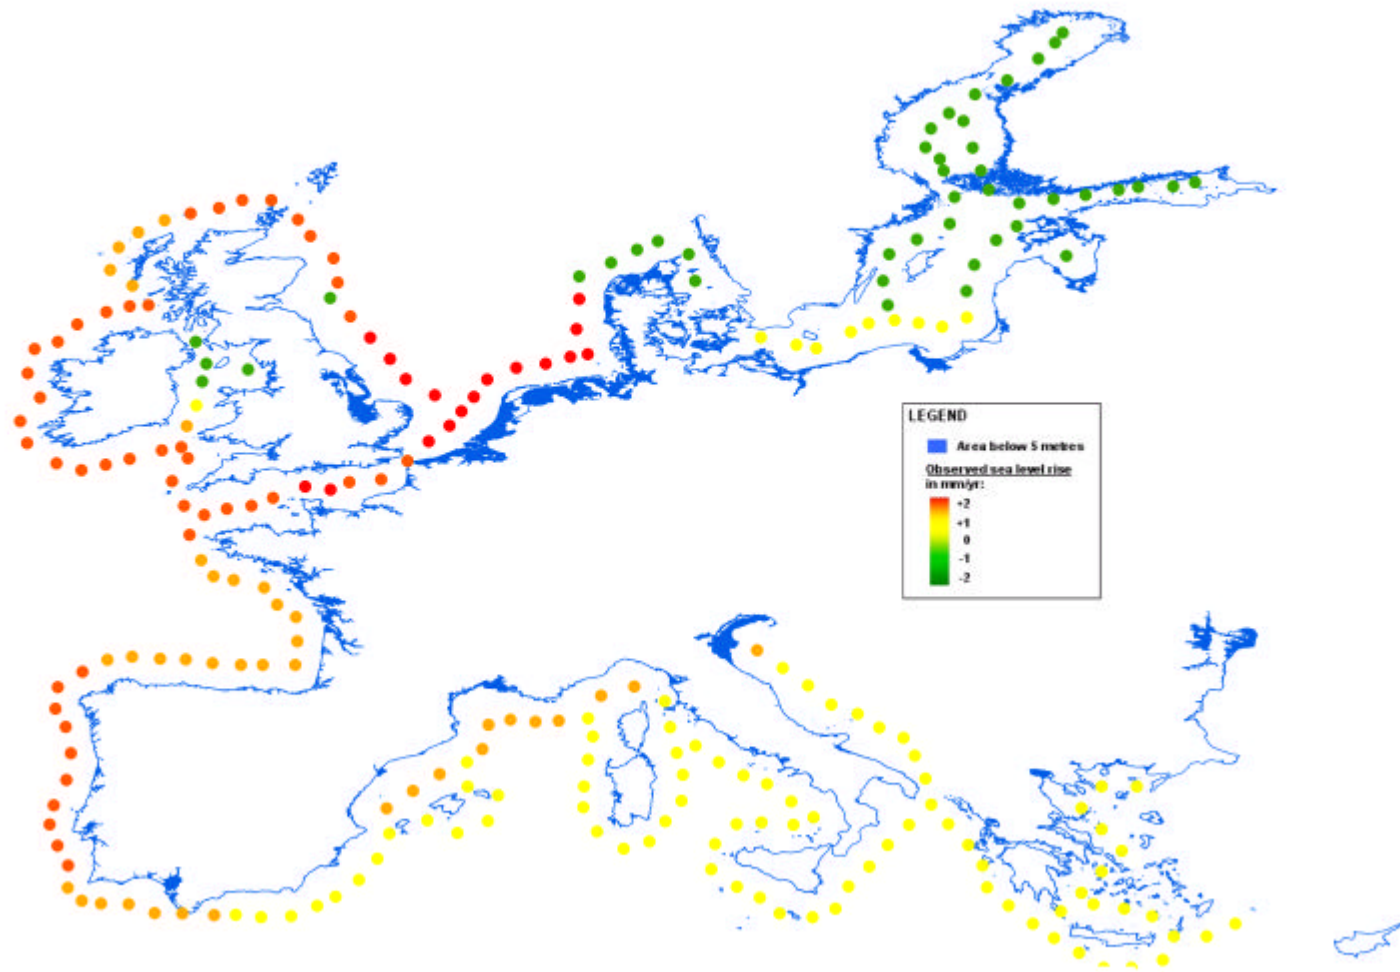 LEGEND
Area below 5 metres
Observed sea level rise
in mm/yr:
+2
+1
0
-1
-2